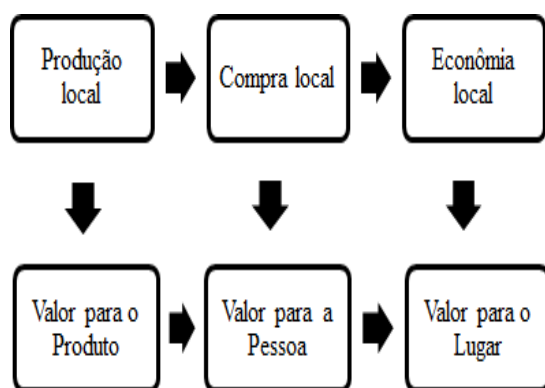 Produção
local
Compra local
Econômia
local
Valor para o
Produto
Valor para a
Pessoa
Valor para o
Lugar